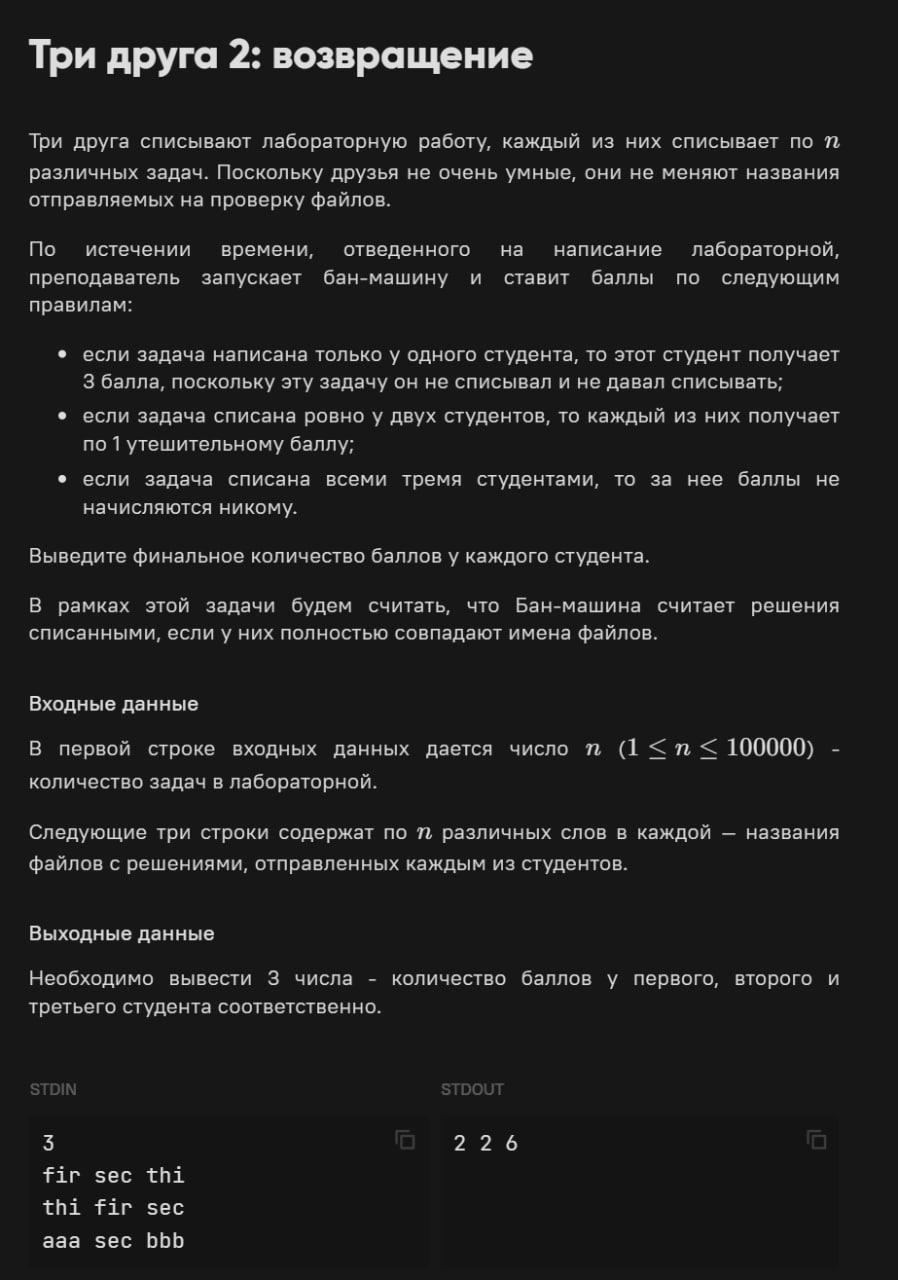 Три друга 2: возвращение
Три друга списывают лабораторную работу, каждый из них списывает по n
различных задач. Поскольку друзья не очень умные, они не меняют названия
отправляемых на проверку файлов.
По истечении времени, отведенного на написание лабораторной,
преподаватель запускает бан-машину и ставит баллы по следующим
правилам:
• если задача написана только у одного студента, то этот студент получает
3 балла, поскольку эту задачу он не списывал и не давал списывать;
• если задача списана ровно у двух студентов, то каждый из них получает
по 1 утешительному баллу;
• если задача списана всеми тремя студентами, то за нее баллы не
начисляются никому.
Выведите финальное количество баллов у каждого студента.
В рамках этой задачи будем считать, что Бан-машина считает решения
списанными, если у них полностью совпадают имена файлов.
Входные данные
В первой строке входных данных дается число n (1 ≤ n ≤ 100000) -
количество задач в лабораторной.
Следующие три строки содержат по n различных слов в каждой — названия
файлов с решениями, отправленных каждым из студентов.
Выходные данные
Необходимо вывести 3 числа - количество баллов у первого, второго и
третьего студента соответственно.
STDIN
3
fir sec thi
thi fir sec
aaa sec bbb
STDOUT
2 2 6